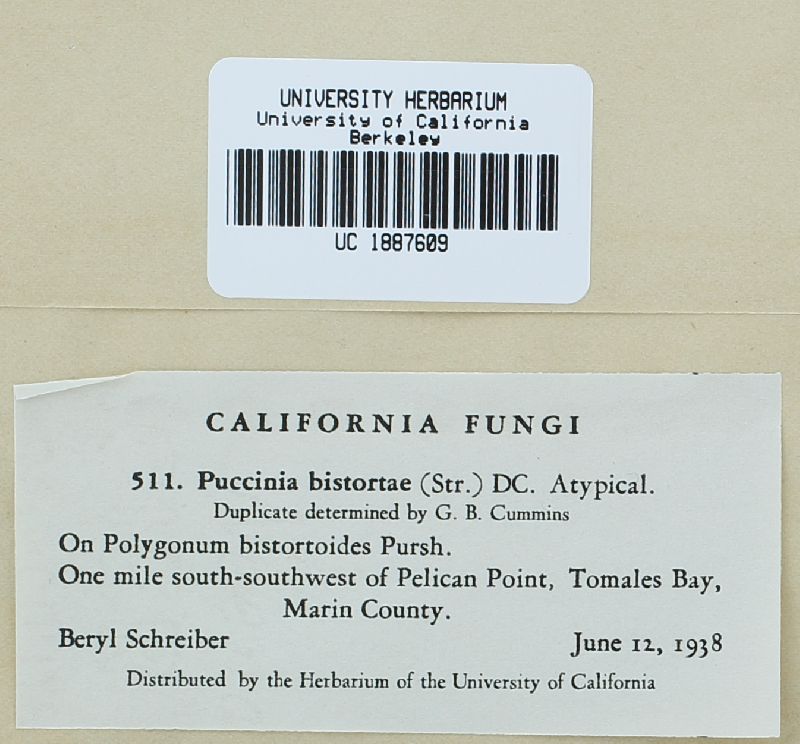 UNIVERSITY HERBARIUM
University of California
Berkeley
UC 1887609
CALIFORNIA FUNGI
511. Puccinia bistortae (Str.) DC. Atypical.
Duplicate determined by G. B. Cummins
On Polygonum bistortoides Pursh.
One mile south-southwest of Pelican Point, Tomales Bay,
Marin County.
Beryl Schreiber June 12, 1938
Distributed by the Herbarium of the University of California